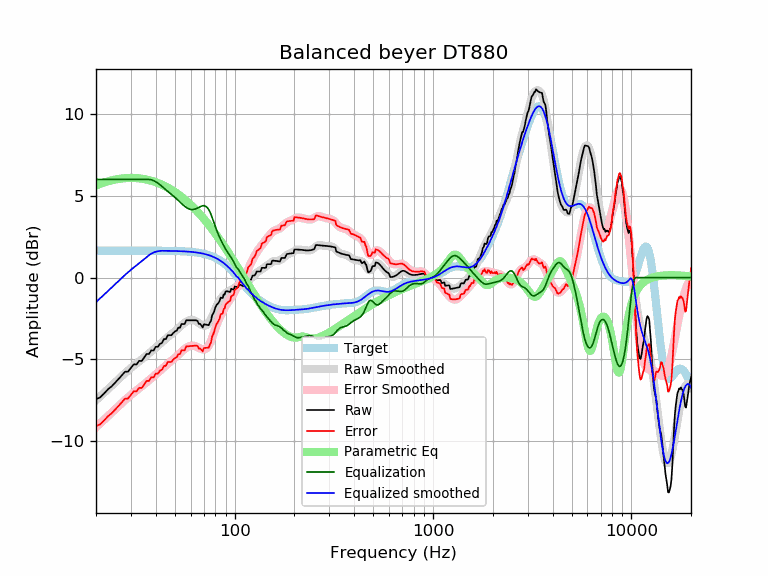 Balanced beyer DT880
Amplitude (dBr)
10
5
0
−5
−10
Target
Raw Smoothed
Error Smoothed
Raw
Error
Parametric Eq
Equalization
Equalized smoothed
100
1000
10000
Frequency (Hz)